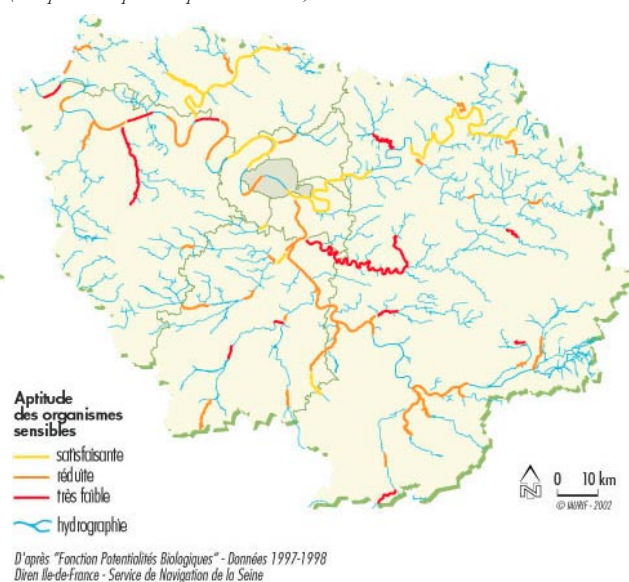 Aptitude
des organismes
sensibles
satisfaisante
réduite
très faible
hydrographie
N
0 10 km
© IAURIF - 2002
D'après "Fonction Potentialités Biologiques" - Données 1997-1998
Diren Ile-de-France - Service de Navigation de la Seine